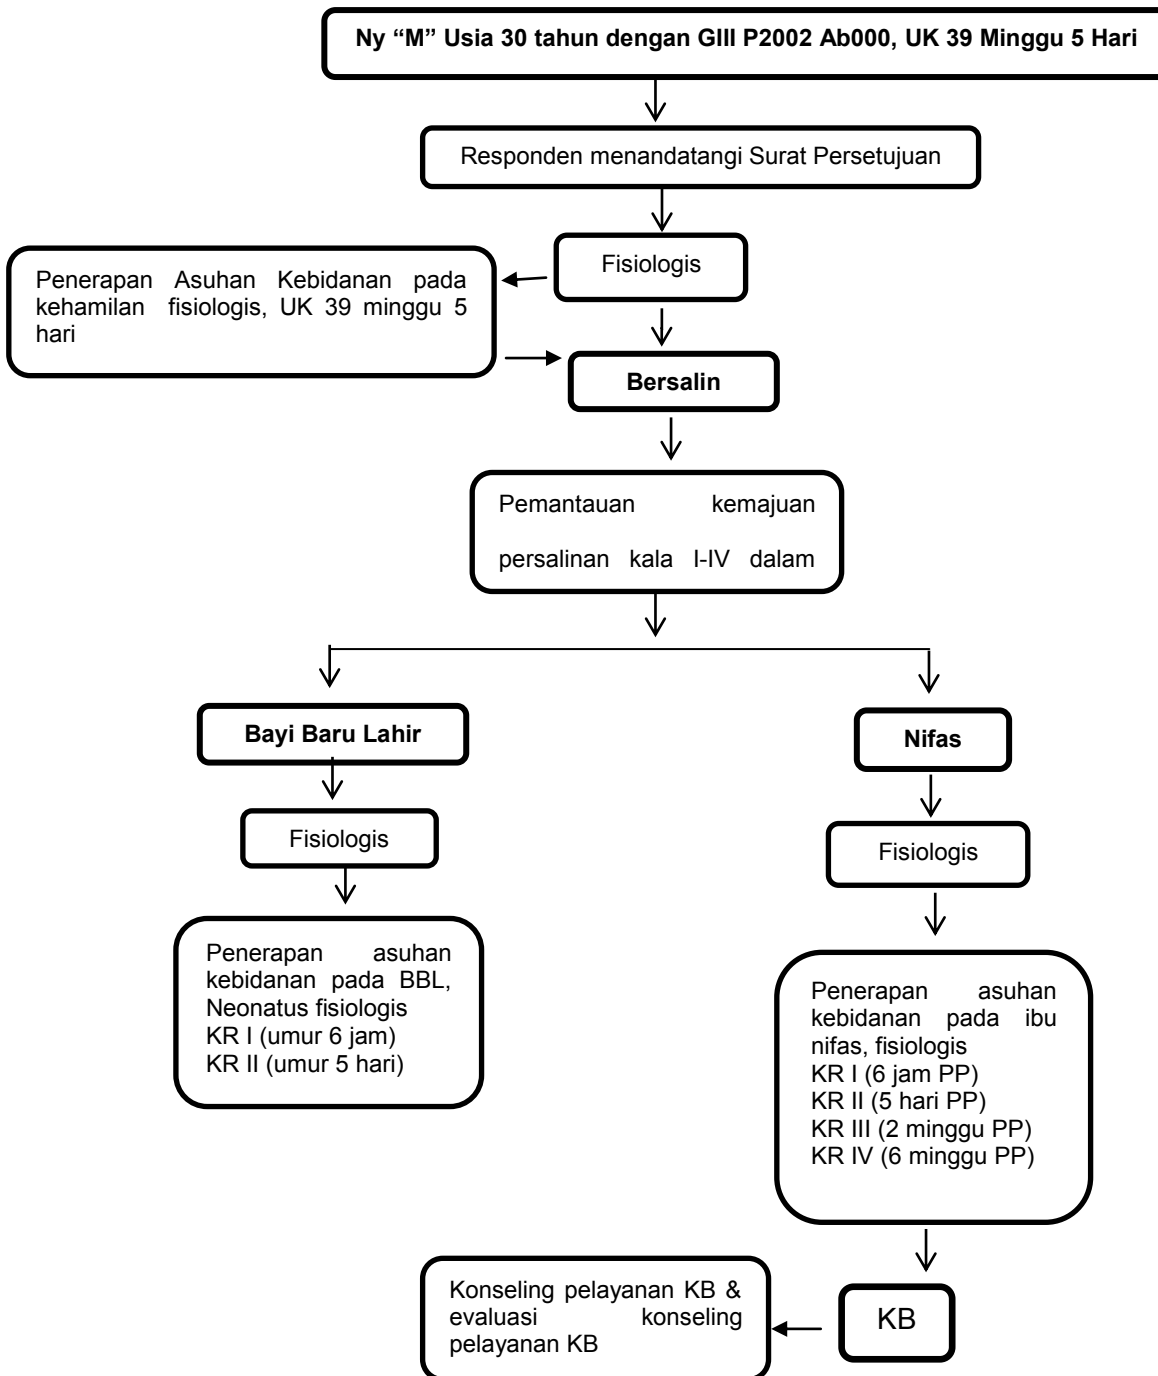 Ny “M” Usia 30 tahun dengan GIII P2002 Ab000, UK 39 Minggu 5 Hari
Responden menandatangi Surat Persetujuan
Fisiologis
Penerapan Asuhan Kebidanan pada
kehamilan fisiologis, UK 39 minggu 5
hari
Bersalin
Pemantauan kemajuan
persalinan kala I-IV dalam
Bayi Baru Lahir
Nifas
Fisiologis
Fisiologis
Penerapan asuhan
kebidanan pada BBL,
Neonatus fisiologis
KR I (umur 6 jam)
KR II (umur 5 hari)
Penerapan asuhan
kebidanan pada ibu
nifas, fisiologis
KR I (6 jam PP)
KR II (5 hari PP)
KR III (2 minggu PP)
KR IV (6 minggu PP)
Konseling pelayanan KB &
evaluasi konseling
pelayanan KB
KB